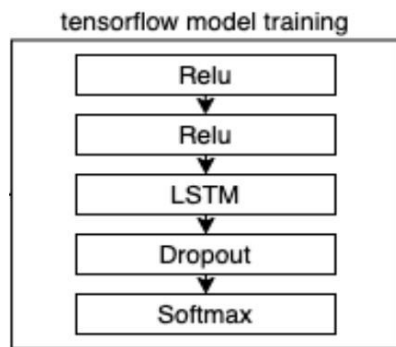 tensorflow model training
Relu
Relu
LSTM
Dropout
Softmax